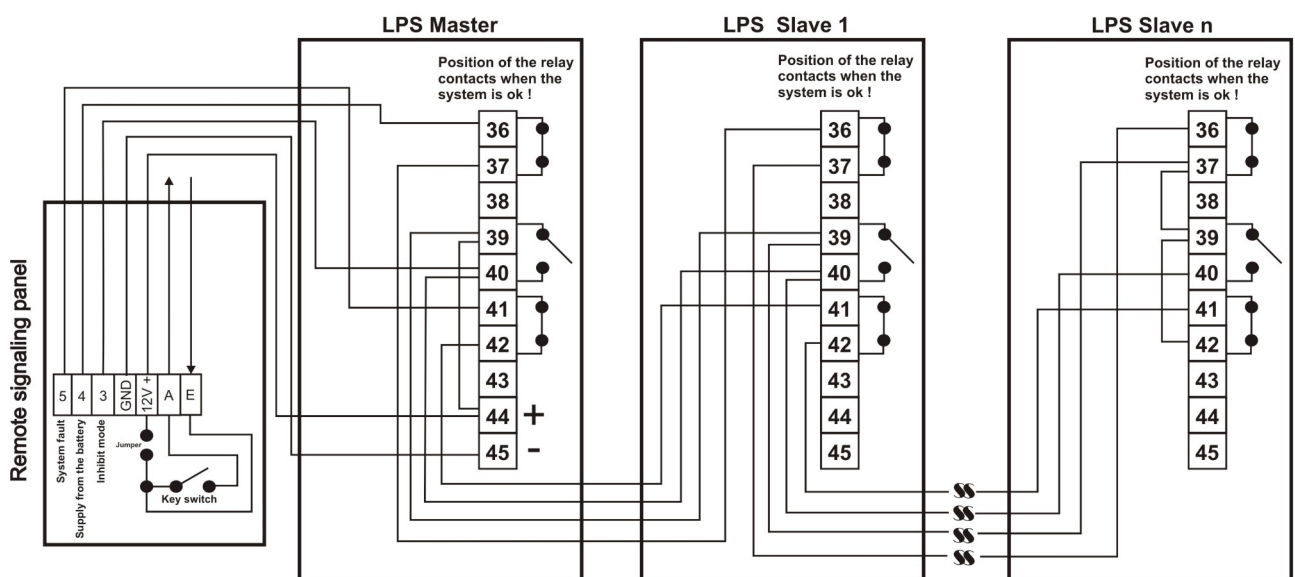 LPS Master
LPS Slave 1
LPS Slave n
Position of the relay
contacts when the
system is ok !
36
37
38
39
40
41
42
43
44 +
45 -
Position of the relay
contacts when the
system is ok !
36
37
38
39
40
41
42
43
44
45
Position of the relay
contacts when the
system is ok !
36
37
38
39
40
41
42
43
44
45
Remote signaling panel
5 4 3 GND 12V + A E
System fault
Supply from the battery
Inhibit mode
Jumper
Key switch